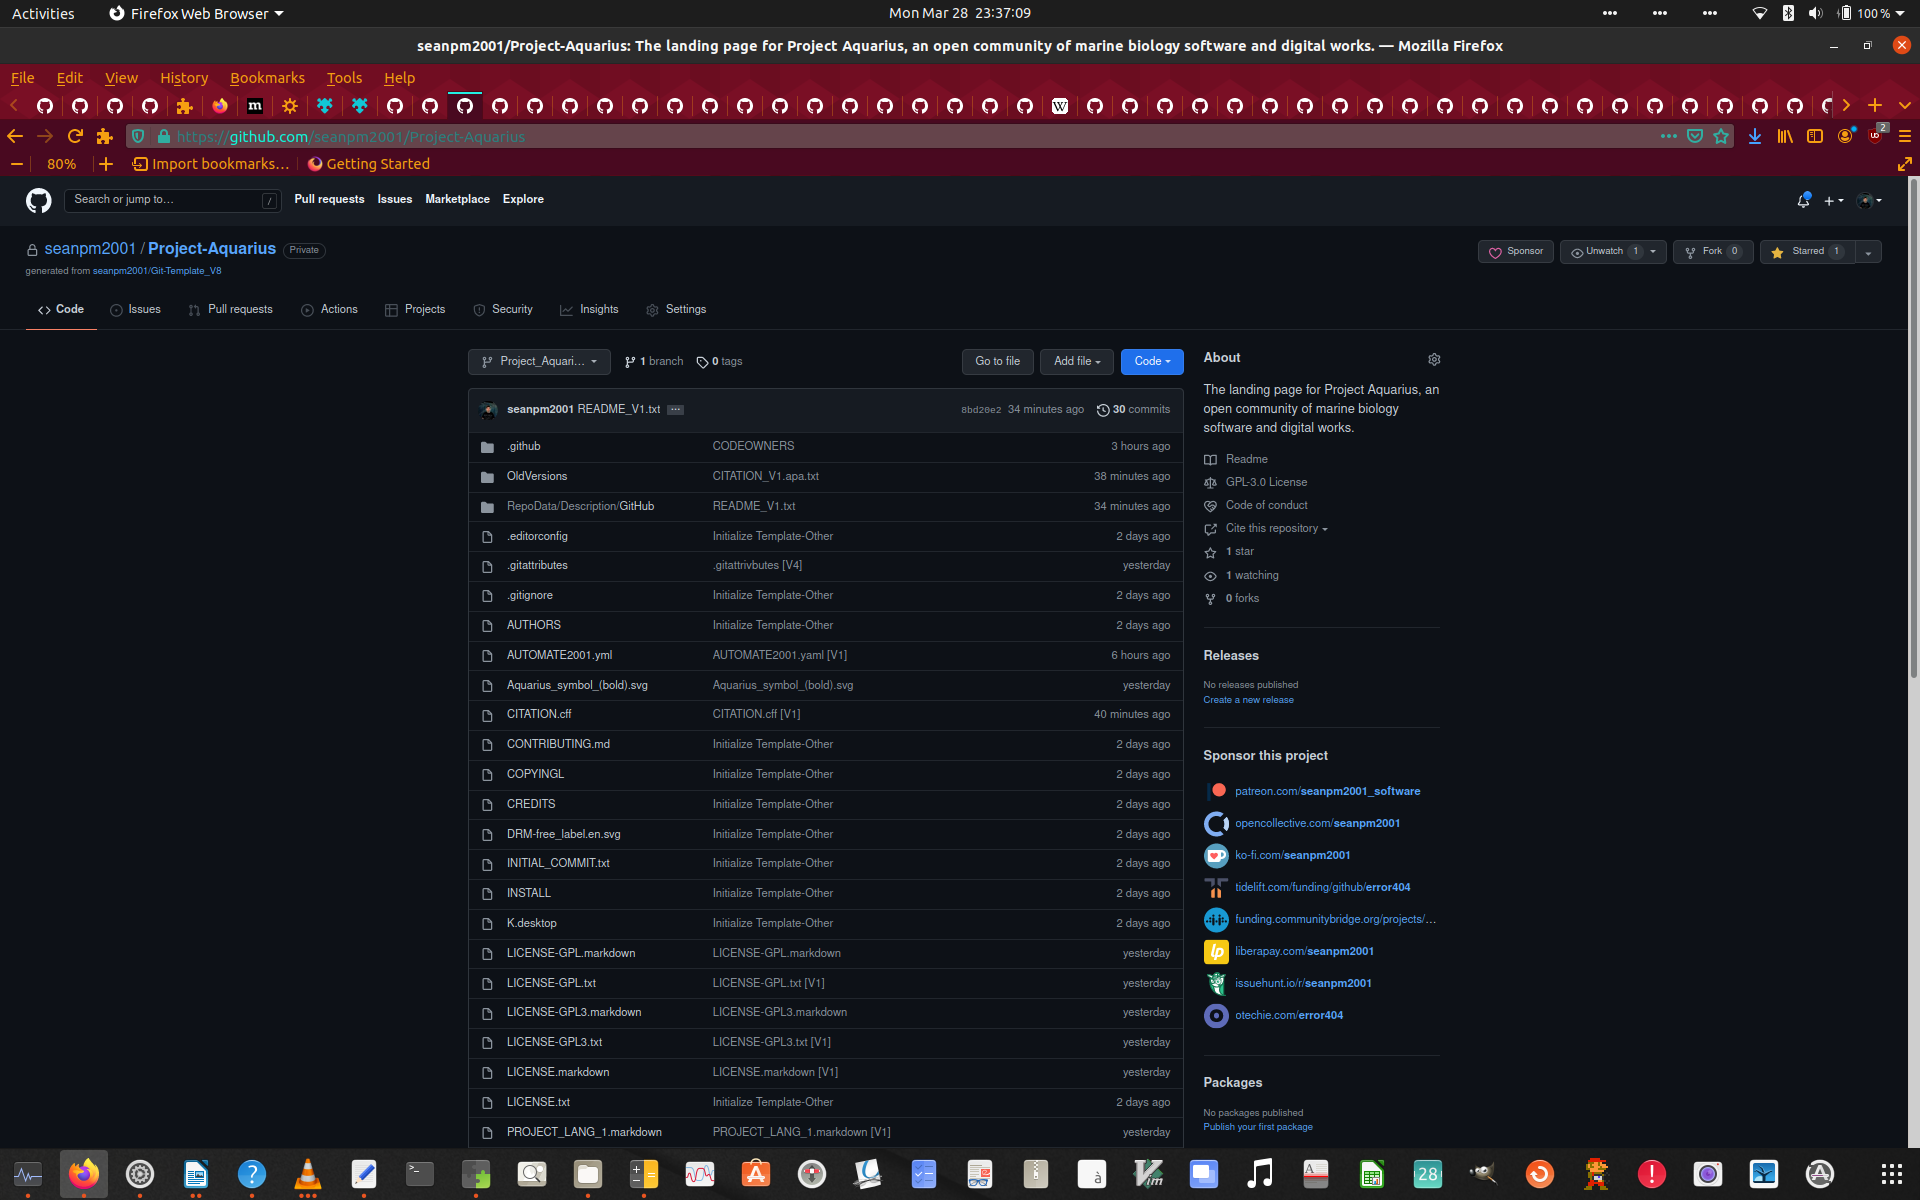 Activities Firefox Web Browser Mon Mar 28 23:37:09 100 %
seanpm2001/Project-Aquarius: The landing page for Project Aquarius, an open community of marine biology software and digital works. — Mozilla Firefox
File Edit View History Bookmarks Tools Help
https://github.com/seanpm2001/Project-Aquarius 2
80% Import bookmarks... Getting Started
Search or jump to... / Pull requests Issues Marketplace Explore
seanpm2001 / Project-Aquarius Private
Sponsor Unwatch 1 Fork 0 Starred 1
generated from seanpm2001/Git-Template_V8
Code Issues Pull requests Actions Projects Security Insights Settings
Project_Aquari... 1 branch 0 tags Go to file Add file Code
seanpm2001 README_V1.txt ... 8bd20e2 34 minutes ago 30 commits
.github CODEOWNERS 3 hours ago
OldVersions CITATION_V1.apa.txt 38 minutes ago
RepoData/Description/GitHub README_V1.txt 34 minutes ago
.editorconfig Initialize Template-Other 2 days ago
.gitattributes .gitattrivbutes [V4] yesterday
.gitignore Initialize Template-Other 2 days ago
AUTHORS Initialize Template-Other 2 days ago
AUTOMATE2001.yml AUTOMATE2001.yaml [V1] 6 hours ago
Aquarius_symbol_(bold).svg Aquarius_symbol_(bold).svg yesterday
CITATION.cff CITATION.cff [V1] 40 minutes ago
CONTRIBUTING.md Initialize Template-Other 2 days ago
COPYINGL Initialize Template-Other 2 days ago
CREDITS Initialize Template-Other 2 days ago
DRM-free_label.en.svg Initialize Template-Other 2 days ago
INITIAL_COMMIT.txt Initialize Template-Other 2 days ago
INSTALL Initialize Template-Other 2 days ago
K.desktop Initialize Template-Other 2 days ago
LICENSE-GPL.markdown LICENSE-GPL.markdown yesterday
LICENSE-GPL.txt LICENSE-GPL.txt [V1] yesterday
LICENSE-GPL3.markdown LICENSE-GPL3.markdown yesterday
LICENSE-GPL3.txt LICENSE-GPL3.txt [V1] yesterday
LICENSE.markdown LICENSE.markdown [V1] yesterday
LICENSE.txt Initialize Template-Other 2 days ago
PROJECT_LANG_1.markdown PROJECT_LANG_1.markdown [V1] yesterday
About
The landing page for Project Aquarius, an
open community of marine biology
software and digital works.
Readme
GPL-3.0 License
Code of conduct
Cite this repository
1 star
1 watching
0 forks
Releases
No releases published
Create a new release
Sponsor this project
patreon.com/seanpm2001_software
opencollective.com/seanpm2001
ko-fi.com/seanpm2001
tidelift.com/funding/github/error404
funding.communitybridge.org/projects/...
liberapay.com/seanpm2001
issuehunt.io/r/seanpm2001
otechie.com/error404
Packages
No packages published
Publish your first package
28